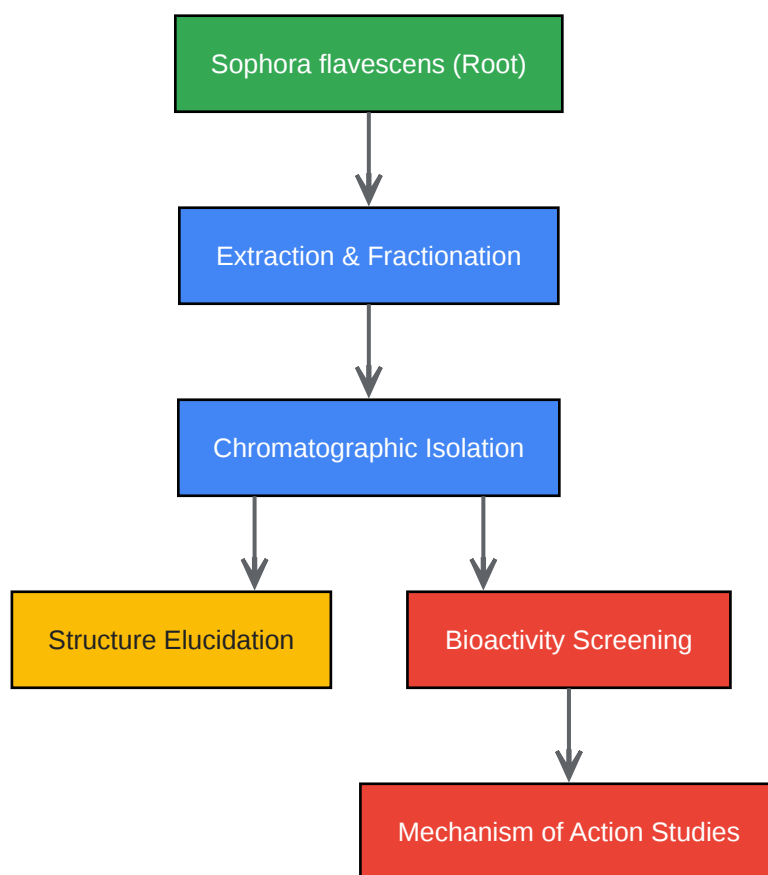 Sophora flavescens (Root)
Extraction & Fractionation
Chromatographic Isolation
Structure Elucidation
Bioactivity Screening
Mechanism of Action Studies